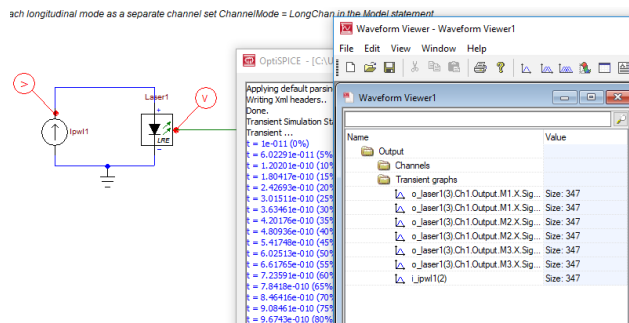 ach longitudinal mode as a separate channel set ChannelMode = LongChan in the Model statement
Waveform Viewer - Waveform Viewer1
File Edit View Window Help
OptiSPICE - [C:\U
Applying default parsin
Writing Xml headers..
Done.
Transient Simulation Sta
Transient ...
t = 1e-011 (0%)
t = 6.02291e-011 (5%
t = 1.20201e-010 (10%
t = 1.80417e-010 (15%
t = 2.42693e-010 (20%
t = 3.01511e-010 (25%
t = 3.63461e-010 (30%
t = 4.20176e-010 (35%
t = 4.80936e-010 (40%
t = 5.41748e-010 (45%
t = 6.02513e-010 (50%
t = 6.61765e-010 (55%
t = 7.23591e-010 (60%
t = 7.8418e-010 (65%
t = 8.46416e-010 (70%
t = 9.08461e-010 (75%
t = 9.6743e-010 (80%
Waveform Viewer1
Name Value
Output
Channels
Transient graphs
o_laser1(3).Ch1.Output.M1.X.Sig... Size: 347
o_laser1(3).Ch1.Output.M1.X.Sig... Size: 347
o_laser1(3).Ch1.Output.M2.X.Sig... Size: 347
o_laser1(3).Ch1.Output.M2.X.Sig... Size: 347
o_laser1(3).Ch1.Output.M3.X.Sig... Size: 347
o_laser1(3).Ch1.Output.M3.X.Sig... Size: 347
i_ipwl1(2) Size: 347
V
Laser1
V
Ipwl1
LRE